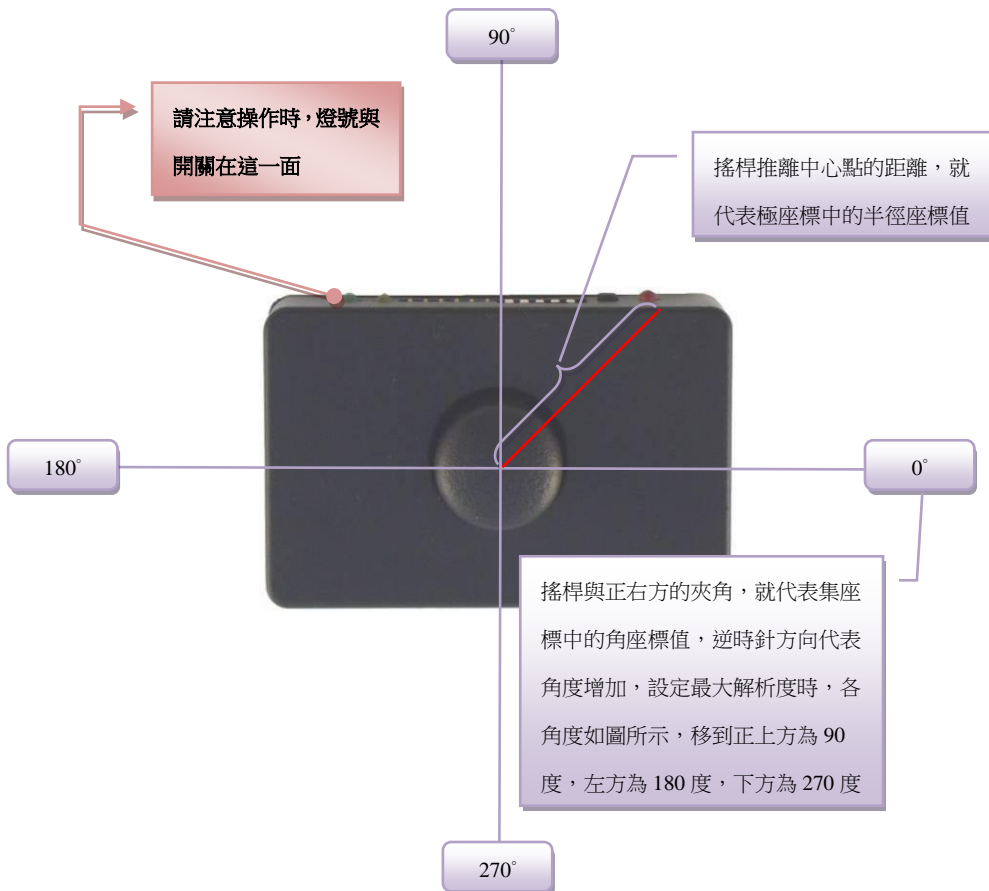 90°
請注意操作時，燈號與
開關在這一面
搖桿推離中心點的距離，就
代表極座標中的半徑座標值
180°
0°
搖桿與正右方的夾角，就代表集座
標中的角座標值，逆時針方向代表
角度增加，設定最大解析度時，各
角度如圖所示，移到正上方為 90
度，左方為 180 度，下方為 270 度
270°